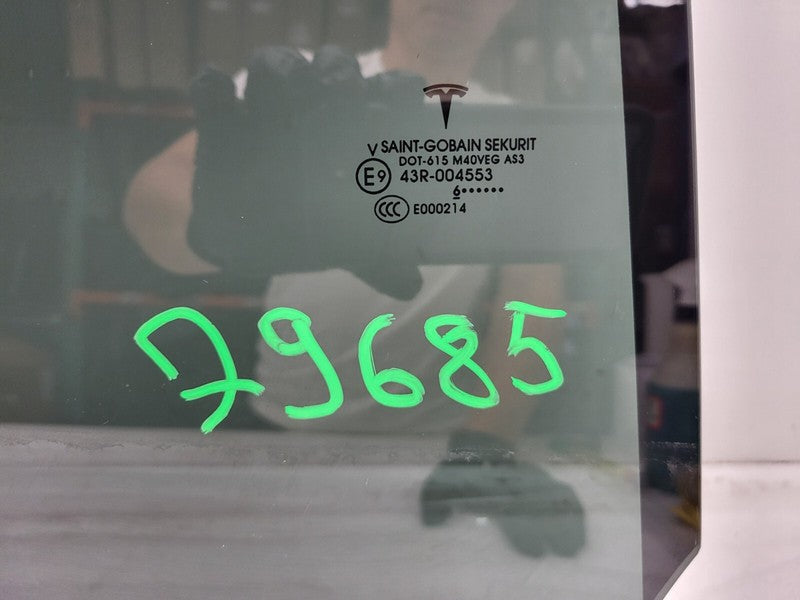 V SAINT-GOBAIN SEKURIT
DOT-615 M40VEG AS3
E9 43R-004553
6••••••
CCC E000214
79685